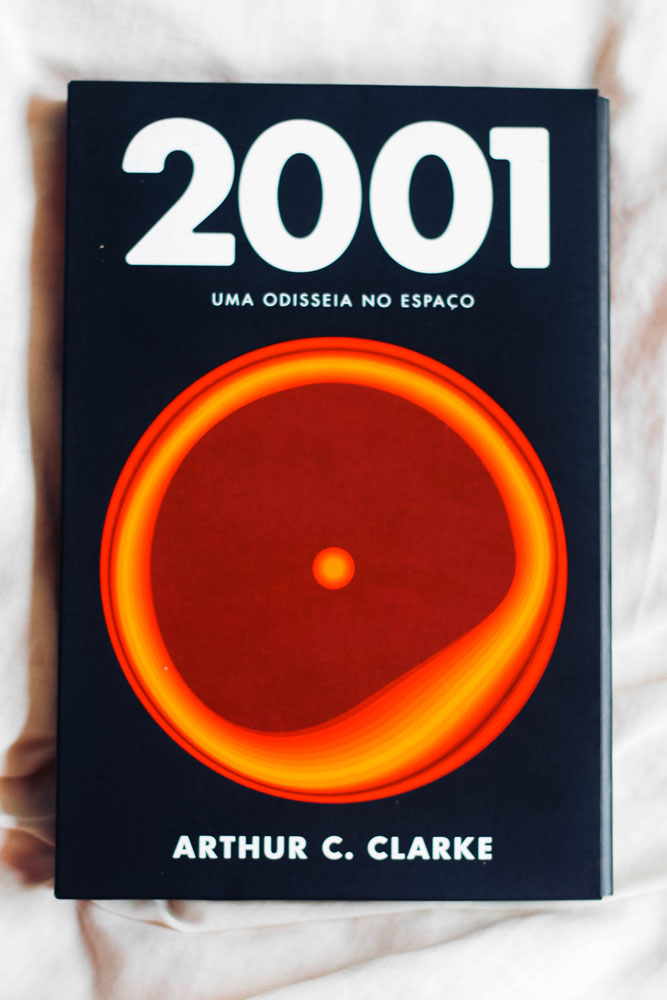 2001
UMA ODISSEIA NO ESPAÇO
ARTHUR C. CLARKE